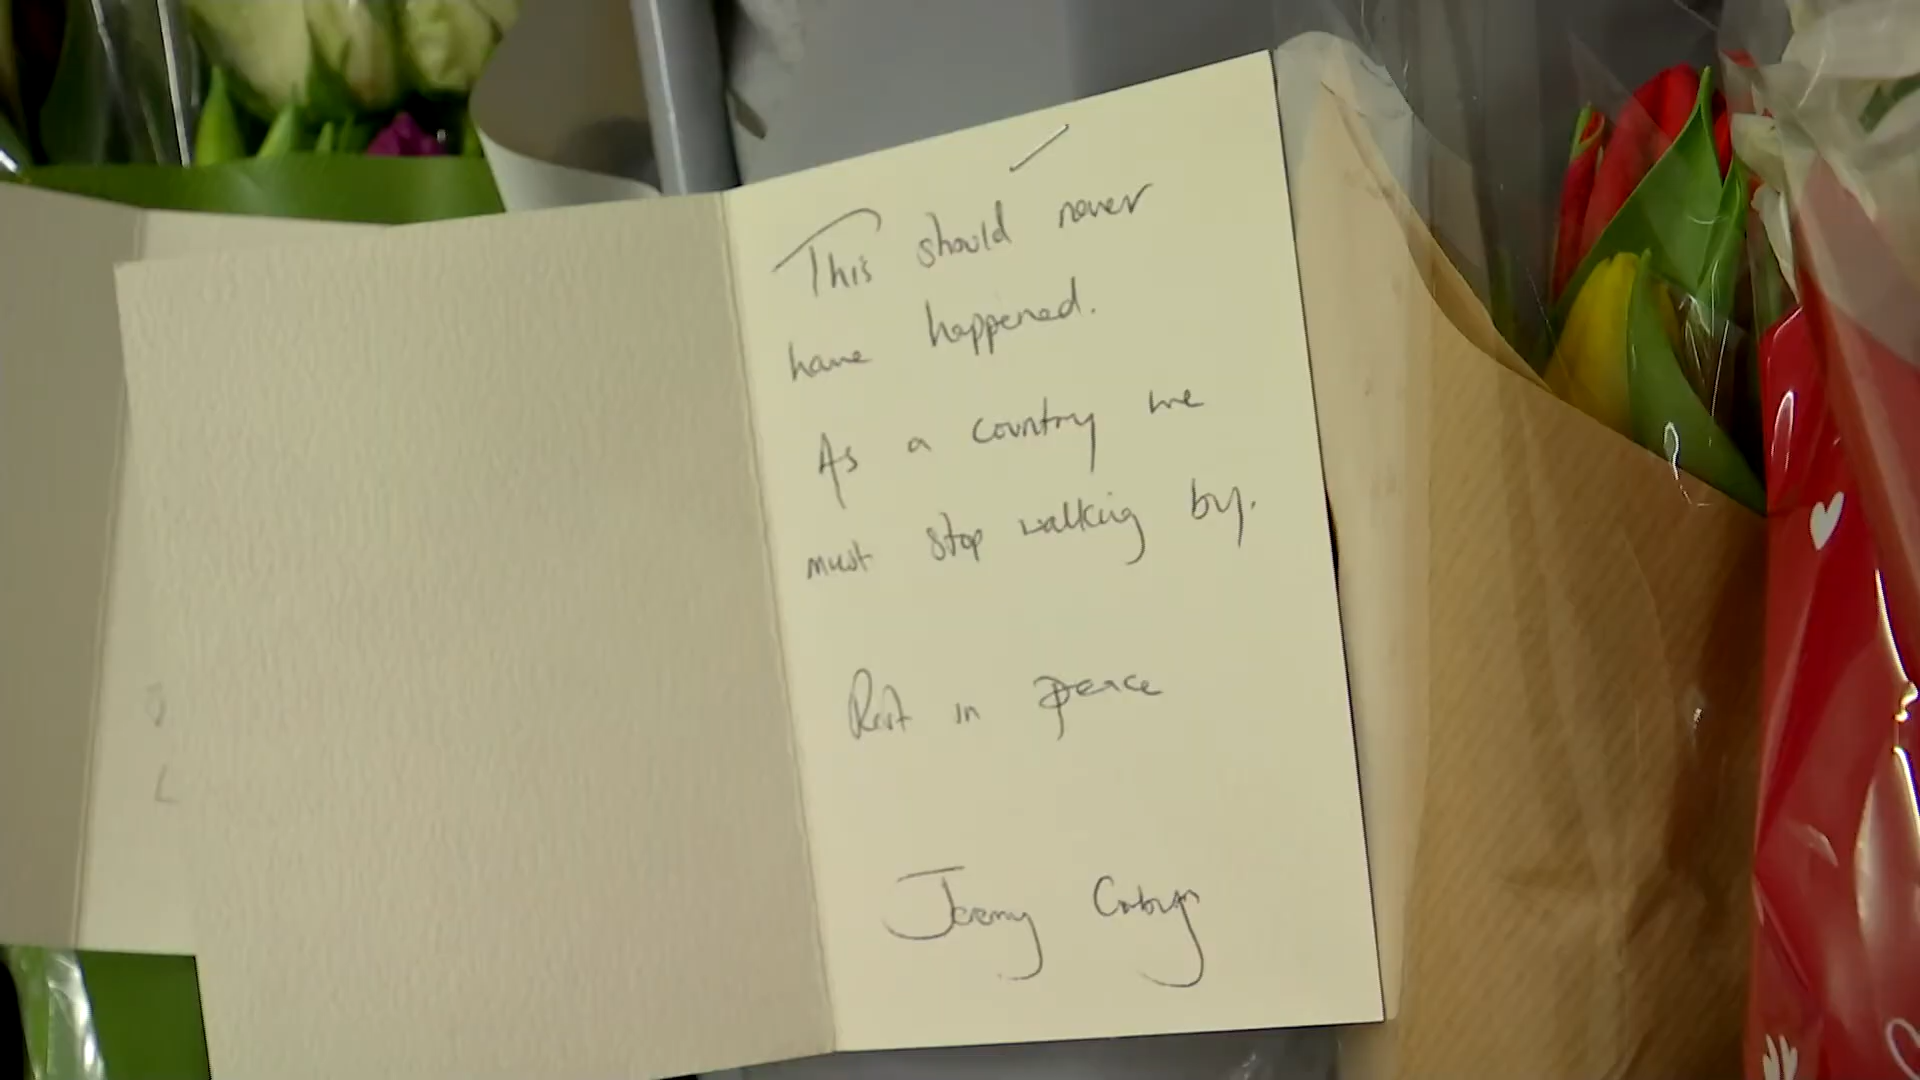 This should never
have happened.
As a country we
must stop walking by.
Rest in peace
Jeremy Corbyn